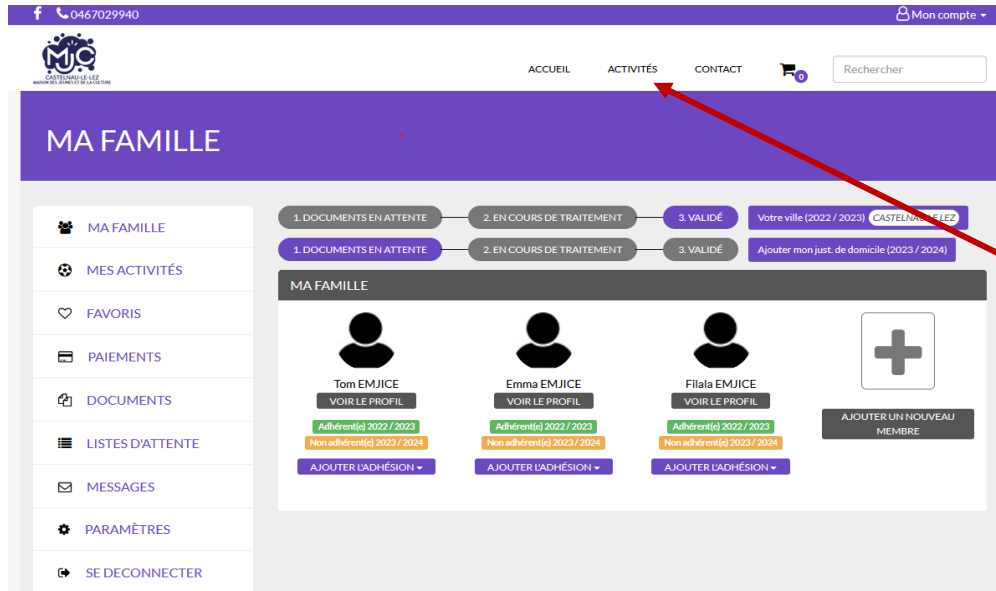 0467029940
Mon compte
MJC
CASTELNAU-LE-LEZ
MAISON DES JEUNES ET DE LA CULTURE
ACCUEIL
ACTIVITÉS
CONTACT
0
Rechercher
MA FAMILLE
MA FAMILLE
MES ACTIVITÉS
FAVORIS
PAIEMENTS
DOCUMENTS
LISTES D'ATTENTE
MESSAGES
PARAMÈTRES
SE DECONNECTER
1. DOCUMENTS EN ATTENTE
2. EN COURS DE TRAITEMENT
3. VALIDÉ
Votre ville (2022 / 2023) CASTELNAU LE LEZ
1. DOCUMENTS EN ATTENTE
2. EN COURS DE TRAITEMENT
3. VALIDÉ
Ajouter mon just. de domicile (2023 / 2024)
MA FAMILLE
Tom EMJICE
VOIR LE PROFIL
Adhérent(e) 2022 / 2023
Non adhérent(e) 2023 / 2024
AJOUTER L'ADHÉSION
Emma EMJICE
VOIR LE PROFIL
Adhérent(e) 2022 / 2023
Non adhérent(e) 2023 / 2024
AJOUTER L'ADHÉSION
Filala EMJICE
VOIR LE PROFIL
Adhérent(e) 2022 / 2023
Non adhérent(e) 2023 / 2024
AJOUTER L'ADHÉSION
AJOUTER UN NOUVEAU
MEMBRE